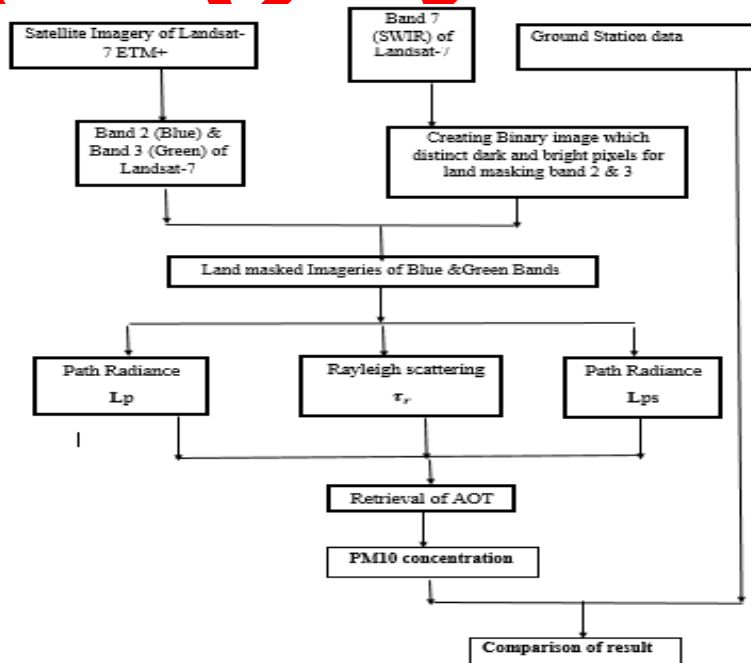 Satellite Imagery of Landsat-
7 ETM+
Band 7
(SWIR) of
Landsat-7
Ground Station data
Band 2 (Blue) &
Band 3 (Green) of
Landsat-7
Creating Binary image which
distinct dark and bright pixels for
land masking band 2 & 3
Land masked Imageries of Blue &Green Bands
Path Radiance
Lp
Rayleigh scattering
τr
Path Radiance
Lps
Retrieval of AOT
PM10 concentration
Comparison of result